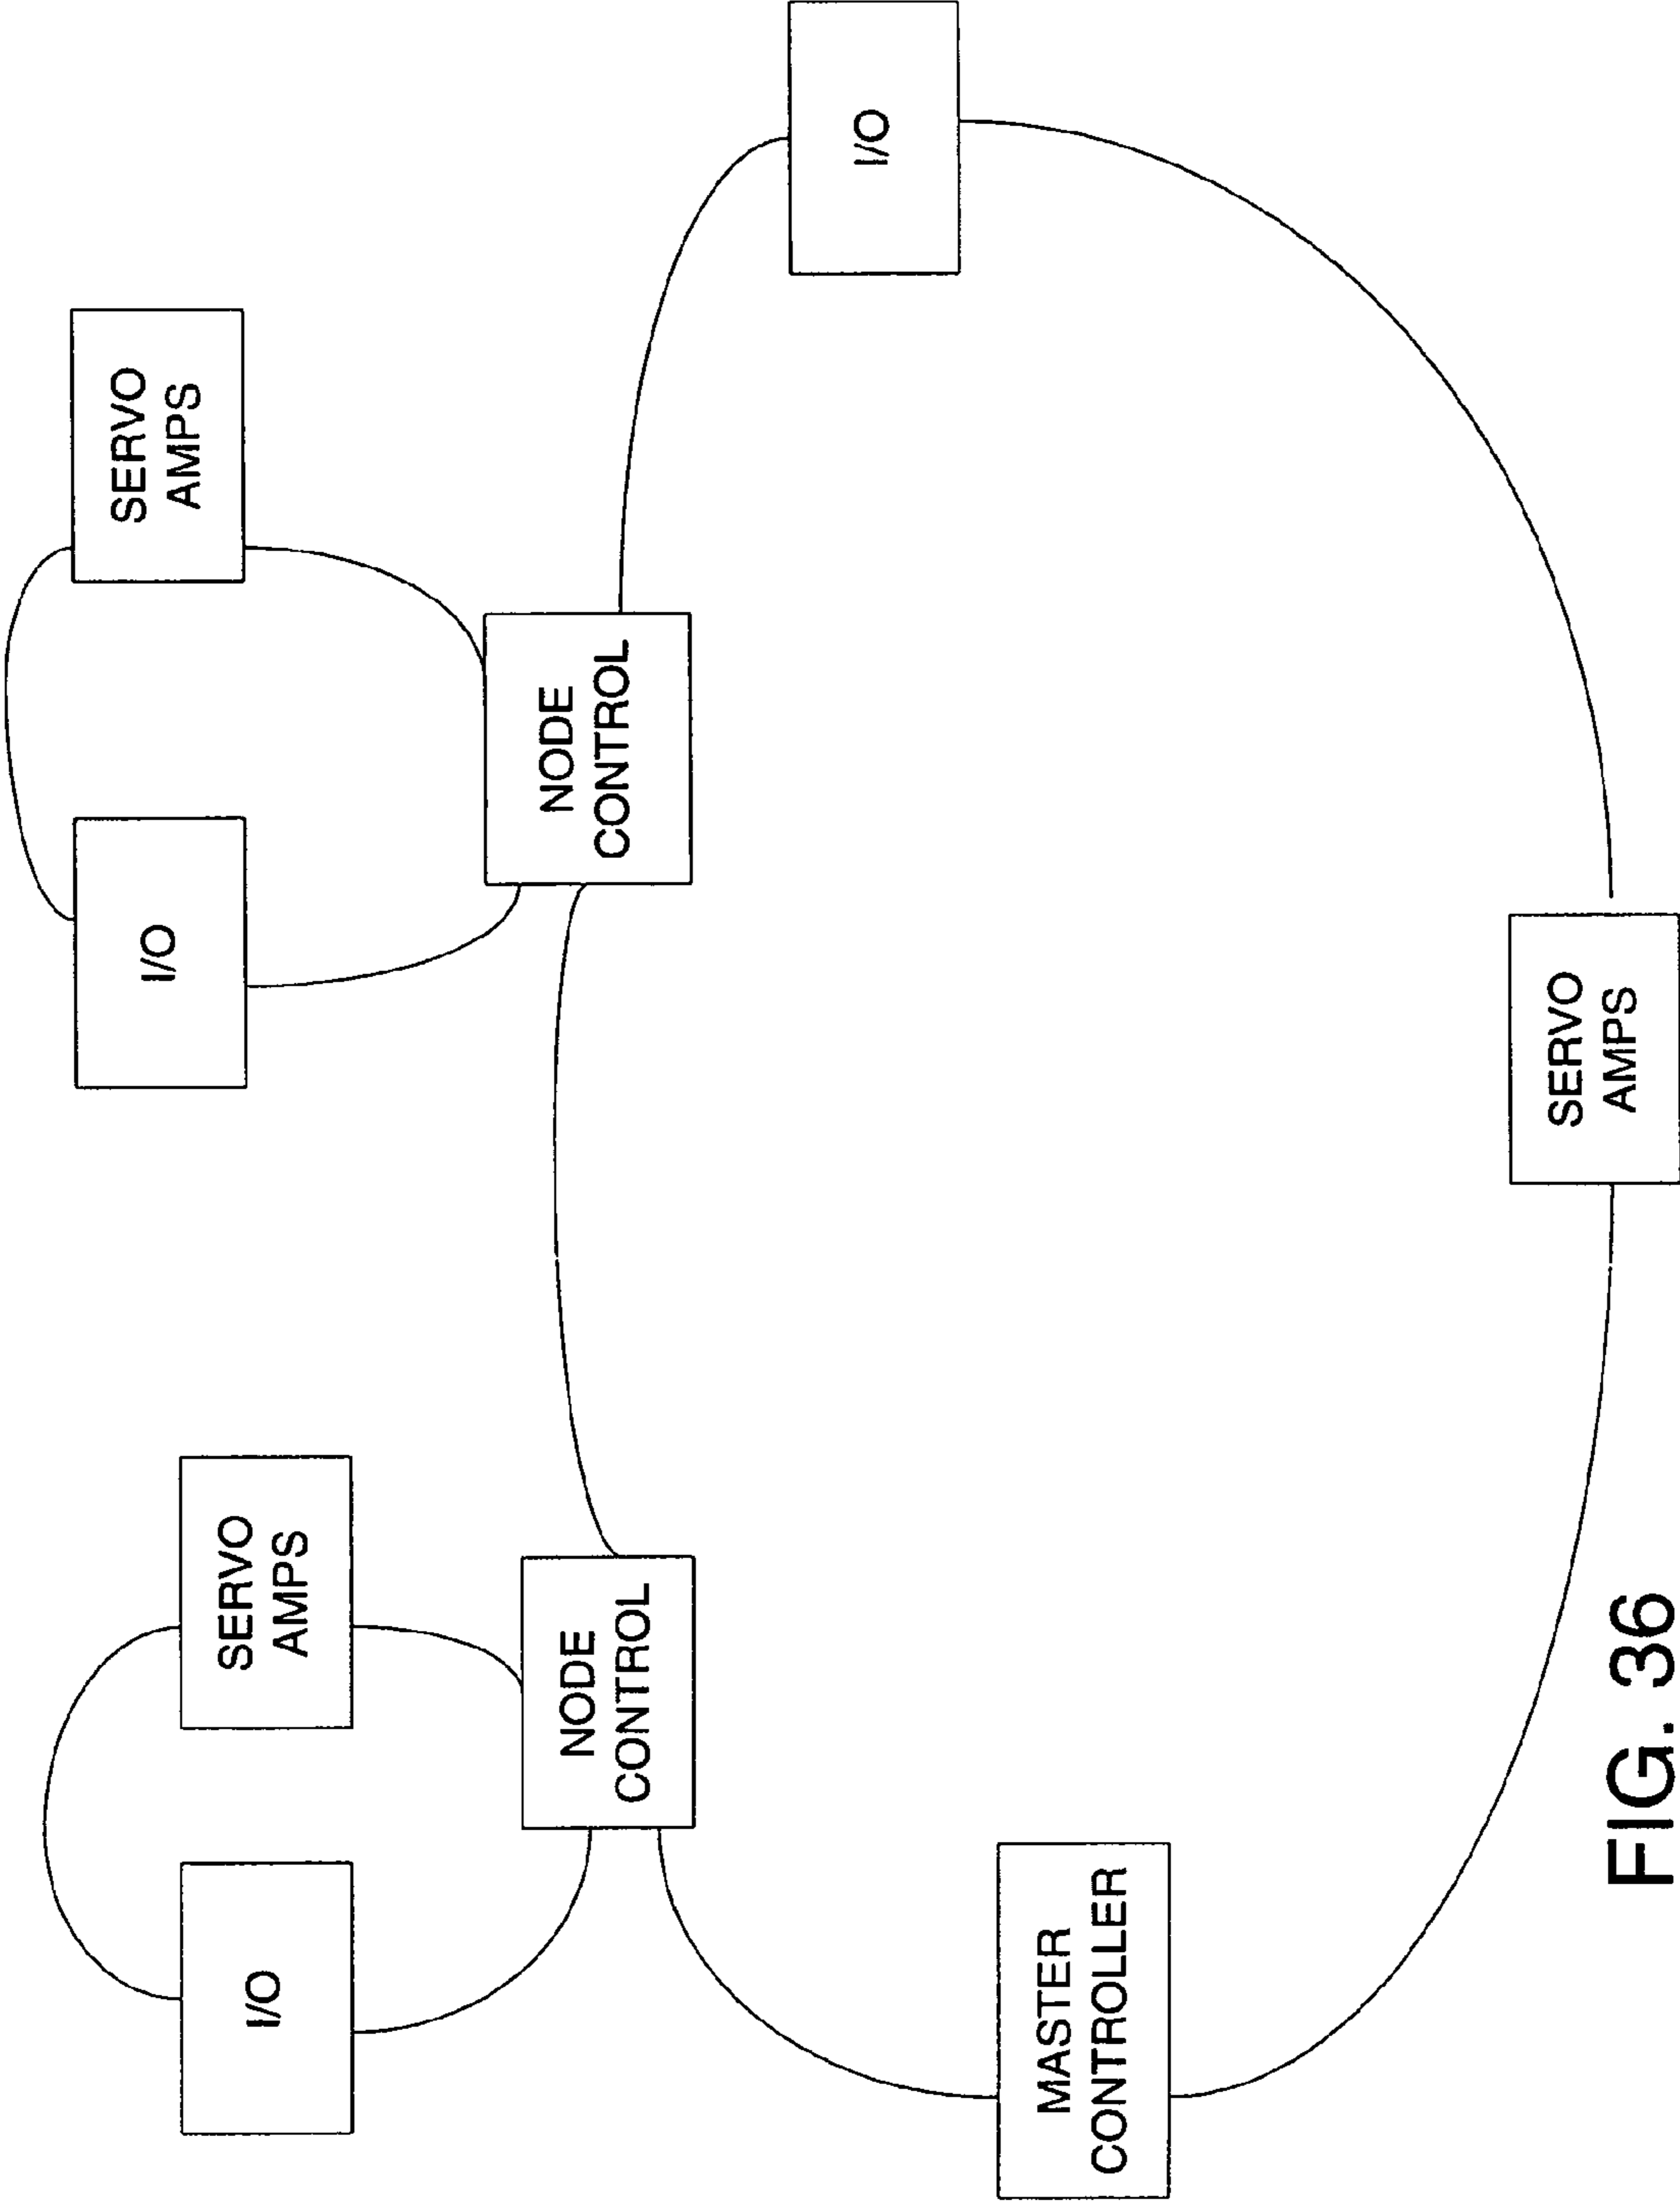 I/O
SERVO
AMPS
I/O
SERVO
AMPS
NODE
CONTROL
NODE
CONTROL
I/O
MASTER
CONTROLLER
SERVO
AMPS
FIG. 36